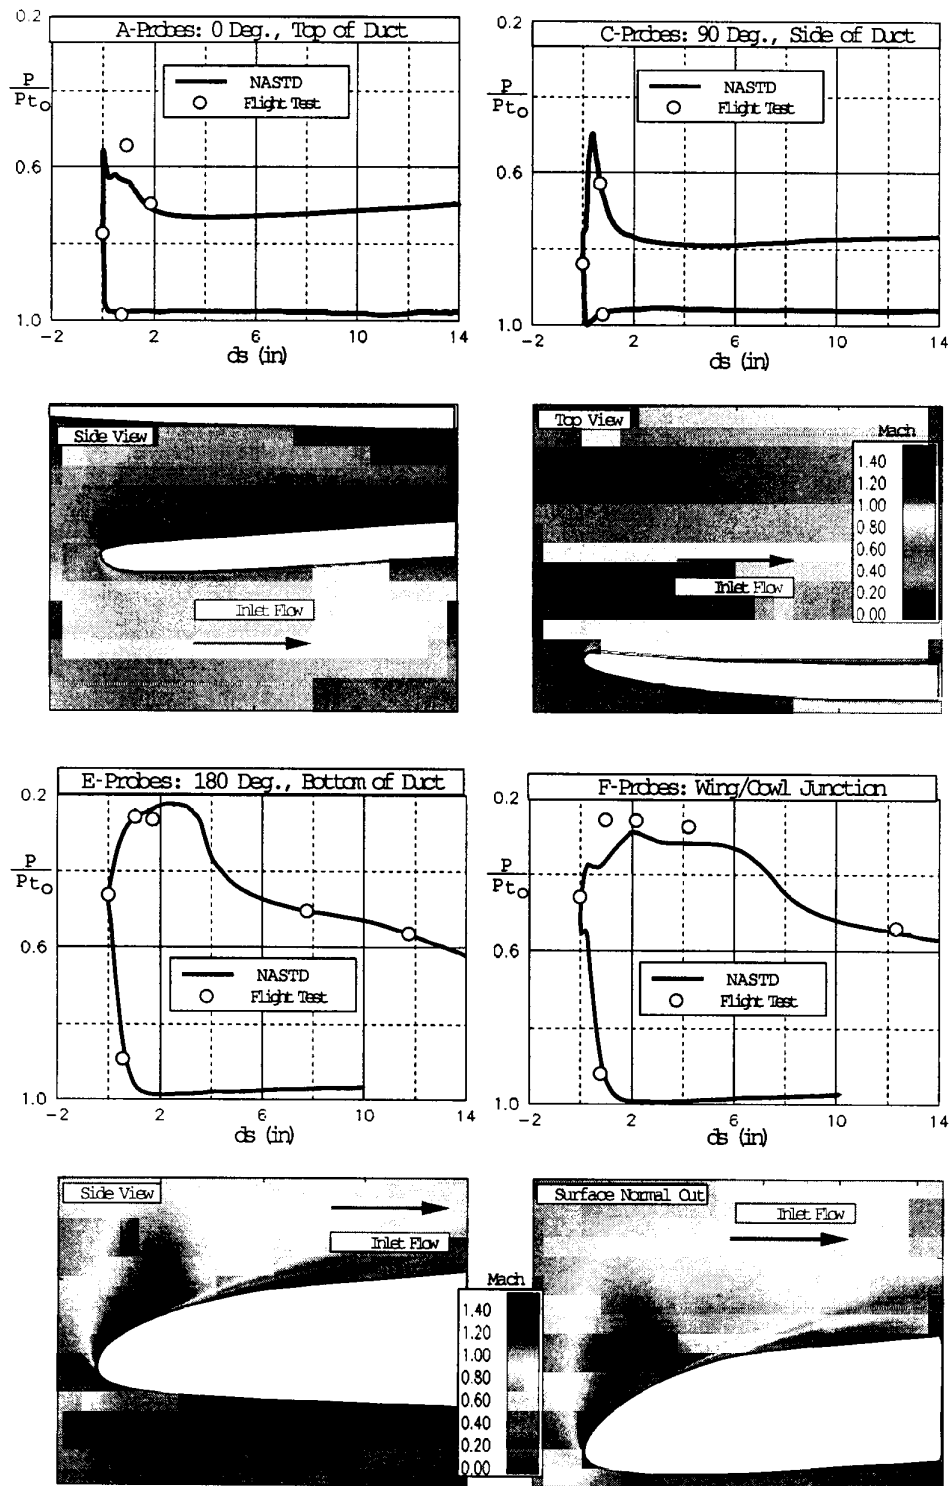 A-Probes: 0 Deg., Top of Duct
0.2
P
Pto
0.6
1.0
NASTD
Flight Test
-2 2 6 10 14
ds (in)
C-Probes: 90 Deg., Side of Duct
0.2
P
Pto
0.6
1.0
NASTD
Flight Test
-2 2 6 10 14
ds (in)
Side View
Inlet Flow
Top View
Mach
1.40
1.20
1.00
0.80
0.60
0.40
0.20
0.00
Inlet Flow
E-Probes: 180 Deg., Bottom of Duct
0.2
P
Pto
0.6
1.0
NASTD
Flight Test
-2 2 6 10 14
ds (in)
F-Probes: Wing/Cowl Junction
0.2
P
Pto
0.6
1.0
NASTD
Flight Test
-2 2 6 10 14
ds (in)
Side View
Inlet Flow
Mach
1.40
1.20
1.00
0.80
0.60
0.40
0.20
0.00
Surface Normal Cut
Inlet Flow